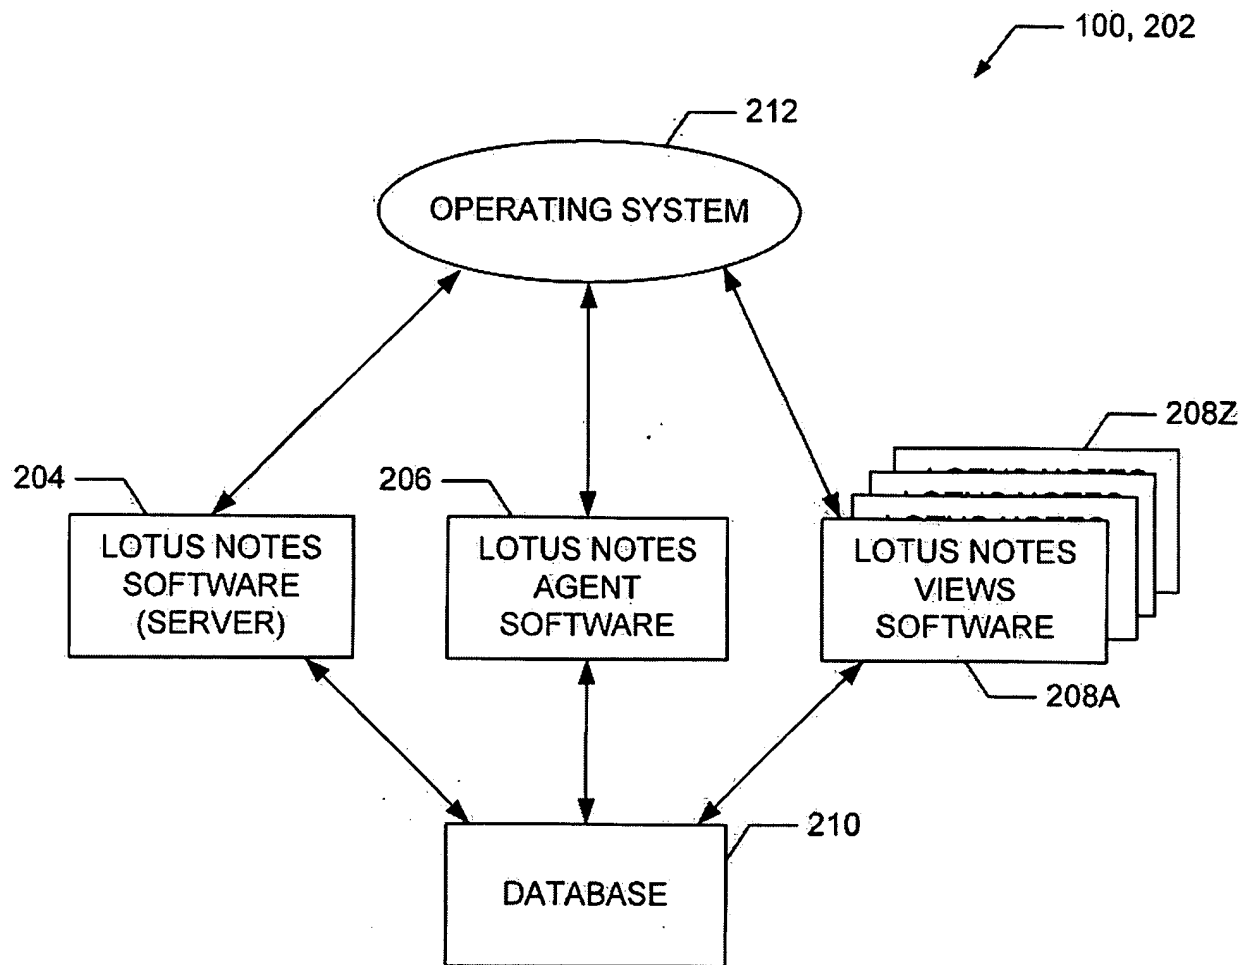 100, 202
212
OPERATING SYSTEM
208Z
204
206
LOTUS NOTES
SOFTWARE
(SERVER)
LOTUS NOTES
AGENT
SOFTWARE
LOTUS NOTES
VIEWS
SOFTWARE
208A
210
DATABASE